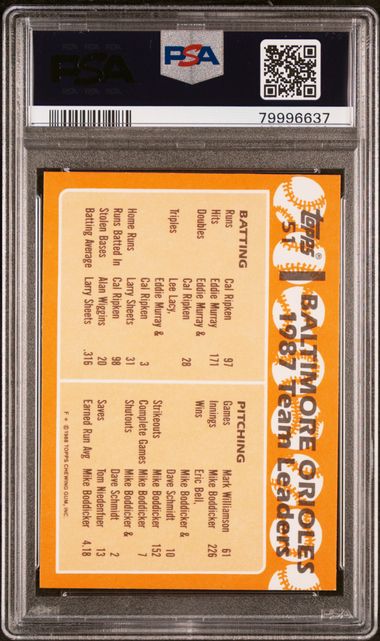 PSA
PSA
79996637
Topps®
51
BALTIMORE ORIOLES
1987 Team Leaders
BATTING
Runs Cal Ripken 97
Hits Eddie Murray 171
Doubles Eddie Murray &
Cal Ripken 28
Triples Lee Lacy,
Eddie Murray &
Cal Ripken 3
Home Runs Larry Sheets 31
Runs Batted In Cal Ripken 98
Stolen Bases Alan Wiggins 20
Batting Average Larry Sheets .316
PITCHING
Games Mark Williamson 61
Innings Mike Boddicker 226
Wins Eric Bell,
Mike Boddicker &
Dave Schmidt 10
Strikeouts Mike Boddicker 152
Complete Games Mike Boddicker 7
Shutouts Mike Boddicker &
Dave Schmidt 2
Saves Tom Niedenfuer 13
Earned Run Avg Mike Boddicker 4.18
F* © 1988 TOPPS CHEWING GUM, INC.